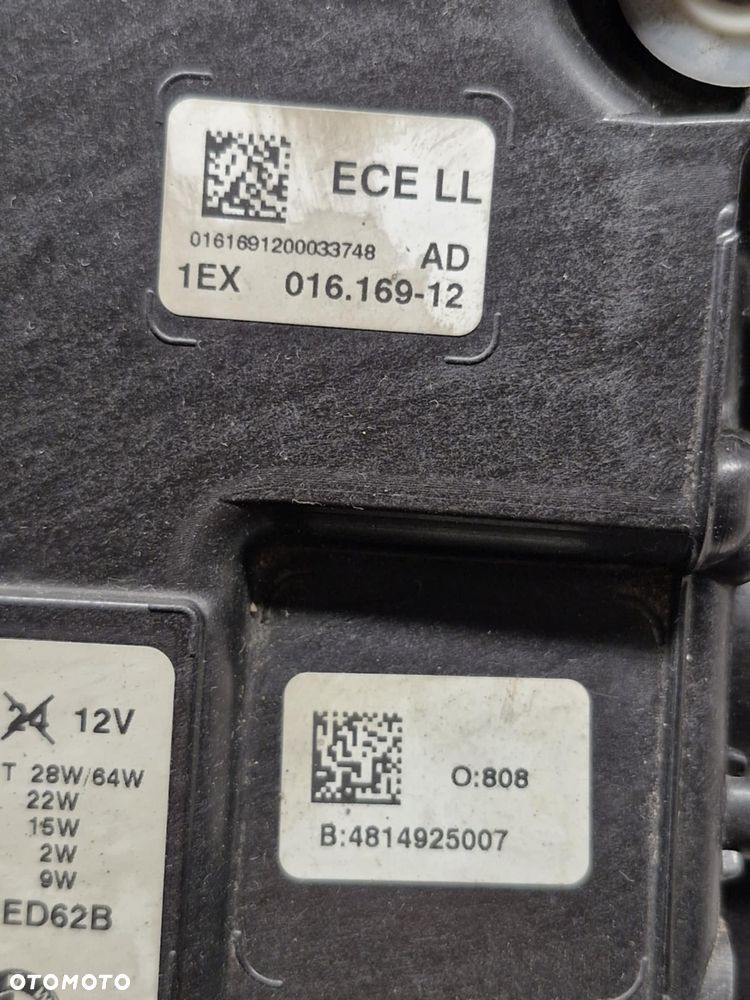 ECE LL
0161691200033748
AD
1EX 016.169-12
24 12V
T 28W/64W
22W
15W
2W
9W
ED62B
O:808
B:4814925007
OTOMOTO